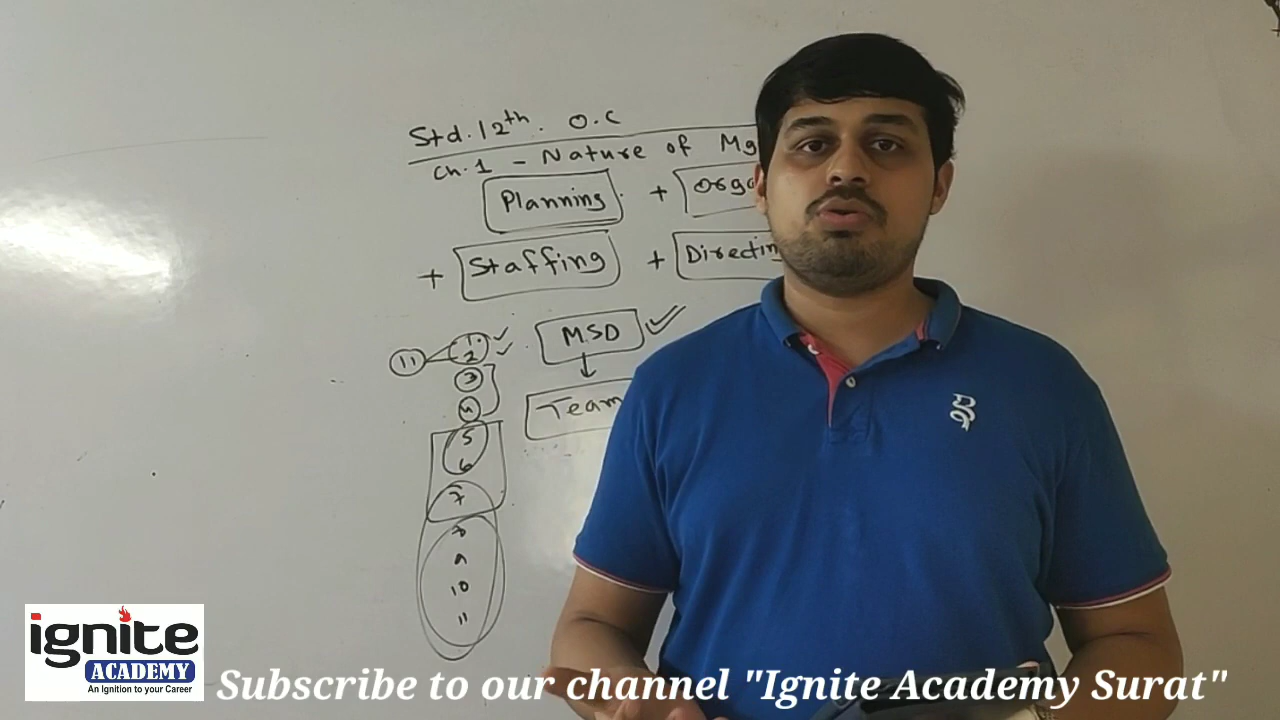 Std. 12th. O.C
Ch. 1 - Nature of Mg
Planning + Orga
+ Staffing + Directin
MSD
Team
11
1.
2
3
4
5
6
7
8
9
10
11
ignite
ACADEMY
An Ignition to your Career
Subscribe to our channel "Ignite Academy Surat"